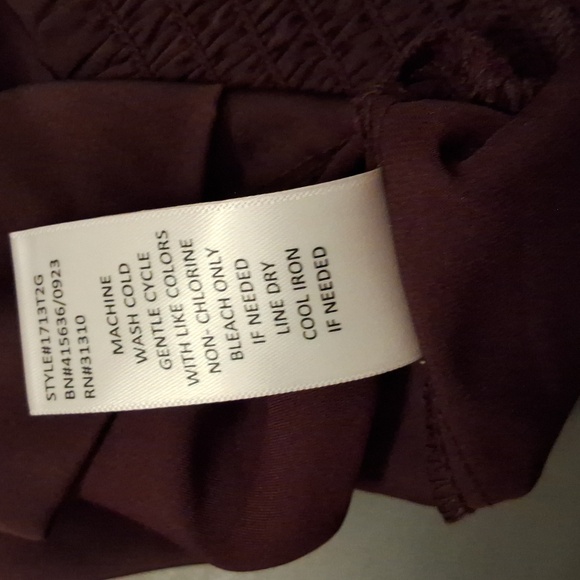 STYLE#1713T2G
BN#415636/0923
RN#31310
MACHINE
WASH COLD
GENTLE CYCLE
WITH LIKE COLORS
NON- CHLORINE
BLEACH ONLY
IF NEEDED
LINE DRY
COOL IRON
IF NEEDED